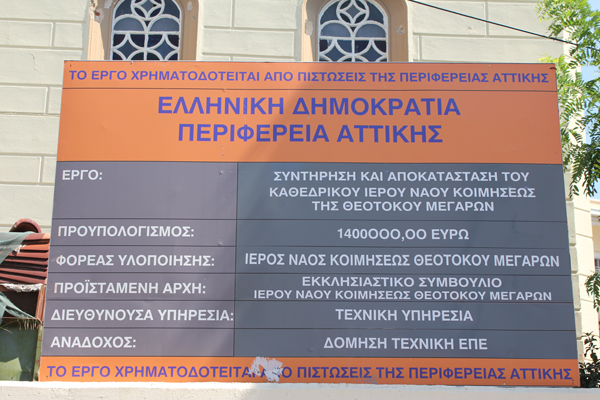 ΤΟ ΕΡΓΟ ΧΡΗΜΑΤΟΔΟΤΕΙΤΑΙ ΑΠΟ ΠΙΣΤΩΣΕΙΣ ΤΗΣ ΠΕΡΙΦΕΡΕΙΑΣ ΑΤΤΙΚΗΣ
ΕΛΛΗΝΙΚΗ ΔΗΜΟΚΡΑΤΙΑ
ΠΕΡΙΦΕΡΕΙΑ ΑΤΤΙΚΗΣ
ΕΡΓΟ: ΣΥΝΤΗΡΗΣΗ ΚΑΙ ΑΠΟΚΑΤΑΣΤΑΣΗ ΤΟΥ
ΚΑΘΕΔΡΙΚΟΥ ΙΕΡΟΥ ΝΑΟΥ ΚΟΙΜΗΣΕΩΣ
ΤΗΣ ΘΕΟΤΟΚΟΥ ΜΕΓΑΡΩΝ
ΠΡΟΥΠΟΛΟΓΙΣΜΟΣ: 1400000,00 ΕΥΡΩ
ΦΟΡΕΑΣ ΥΛΟΠΟΙΗΣΗΣ: ΙΕΡΟΣ ΝΑΟΣ ΚΟΙΜΗΣΕΩΣ ΘΕΟΤΟΚΟΥ ΜΕΓΑΡΩΝ
ΠΡΟΪΣΤΑΜΕΝΗ ΑΡΧΗ: ΕΚΚΛΗΣΙΑΣΤΙΚΟ ΣΥΜΒΟΥΛΙΟ
ΙΕΡΟΥ ΝΑΟΥ ΚΟΙΜΗΣΕΩΣ ΘΕΟΤΟΚΟΥ ΜΕΓΑΡΩΝ
ΔΙΕΥΘΥΝΟΥΣΑ ΥΠΗΡΕΣΙΑ: ΤΕΧΝΙΚΗ ΥΠΗΡΕΣΙΑ
ΑΝΑΔΟΧΟΣ: ΔΟΜΗΣΗ ΤΕΧΝΙΚΗ ΕΠΕ
ΤΟ ΕΡΓΟ ΧΡΗΜΑΤΟΔΟΤΕΙΤΑΙ ΑΠΟ ΠΙΣΤΩΣΕΙΣ ΤΗΣ ΠΕΡΙΦΕΡΕΙΑΣ ΑΤΤΙΚΗΣ